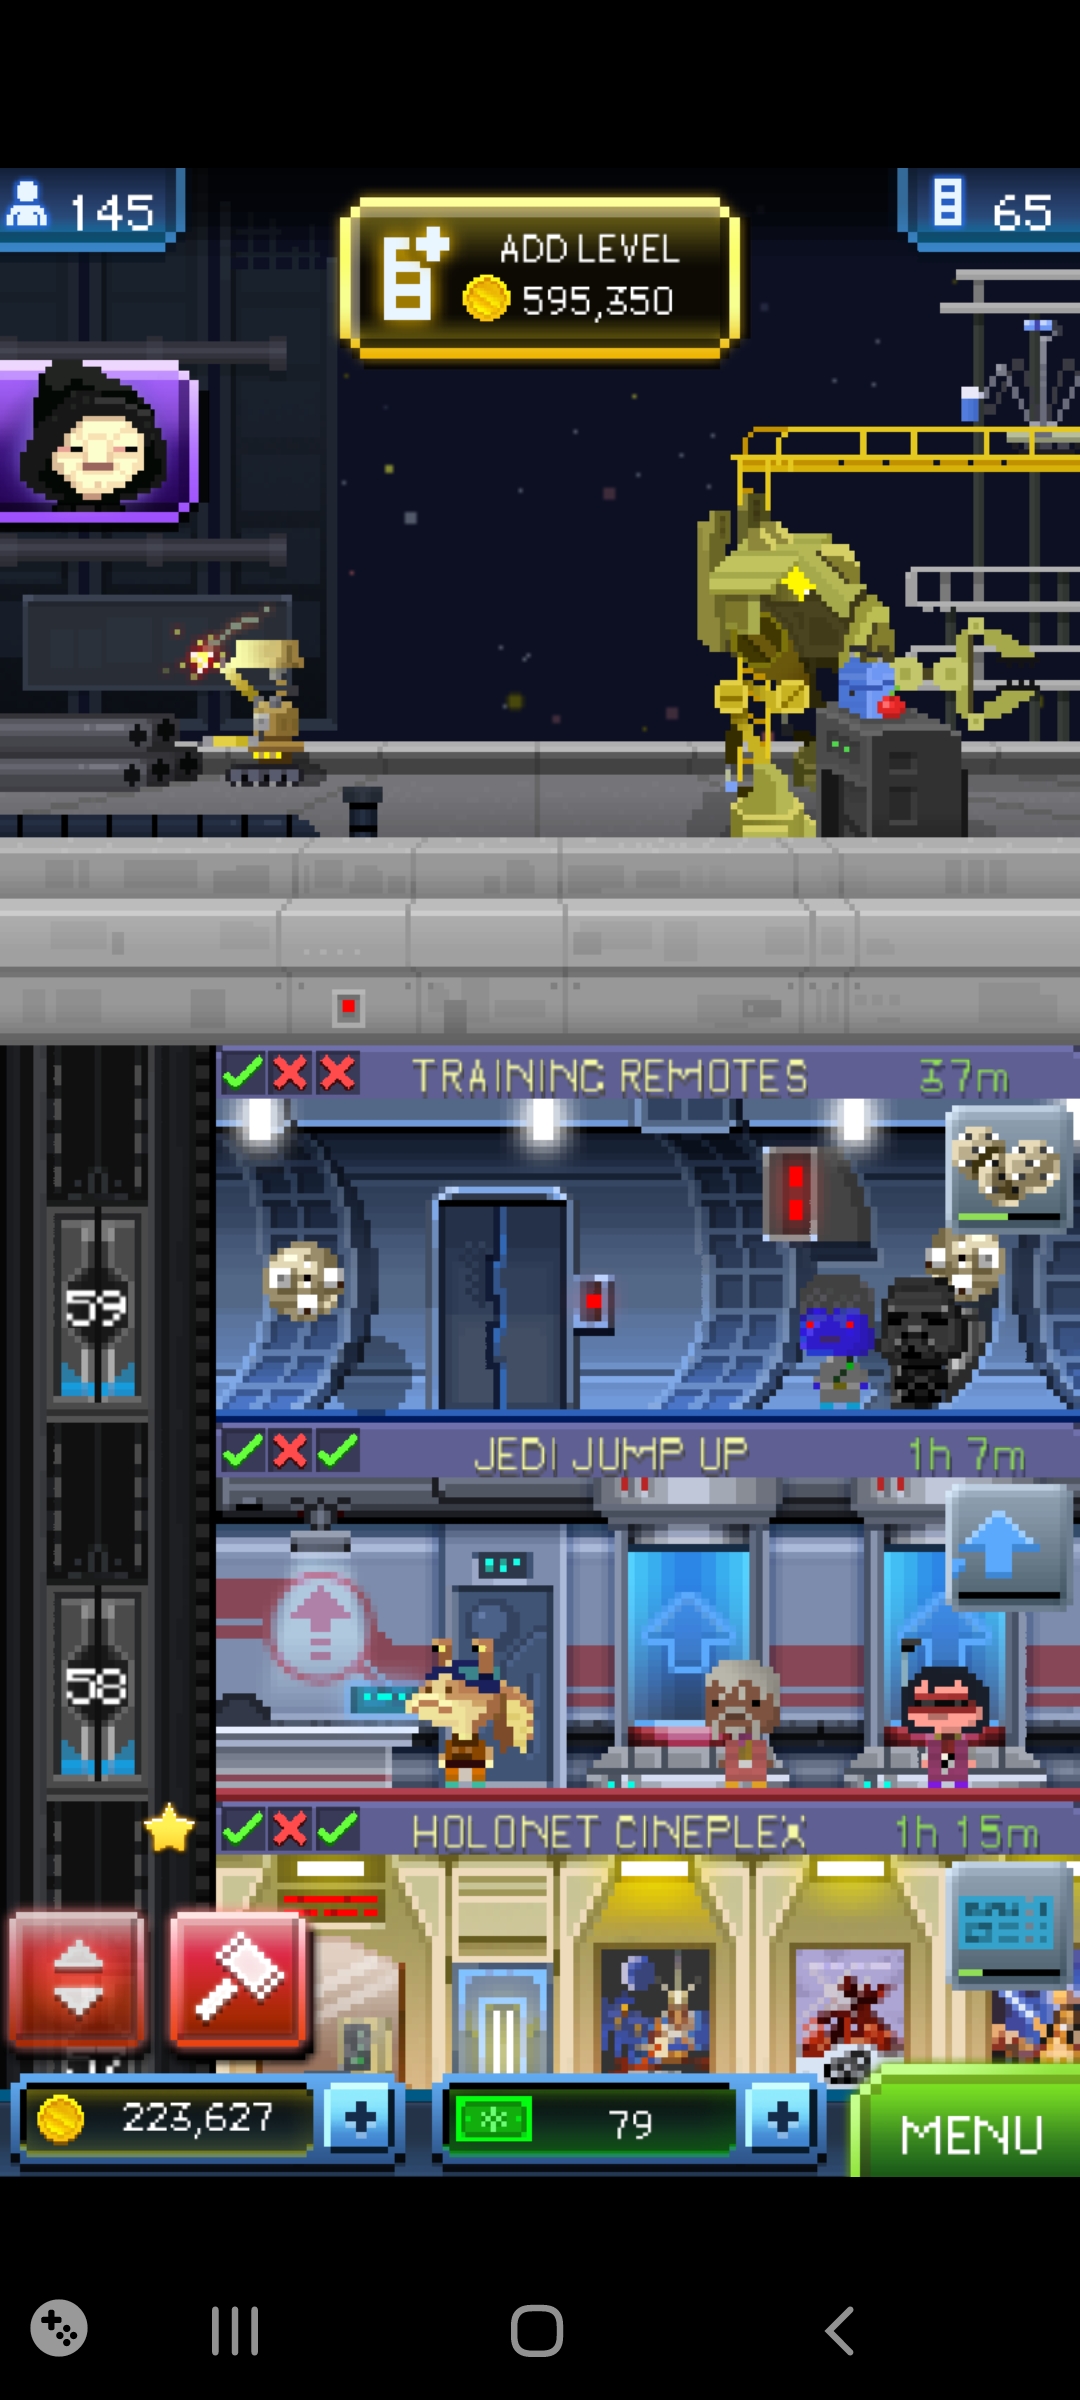 145
ADD LEVEL
595,350
65
TRAINING REMOTES 37m
59
JEDI JUMP UP 1h 7m
58
HOLONET CINEPLEX 1h 15m
223,627
79
MENU